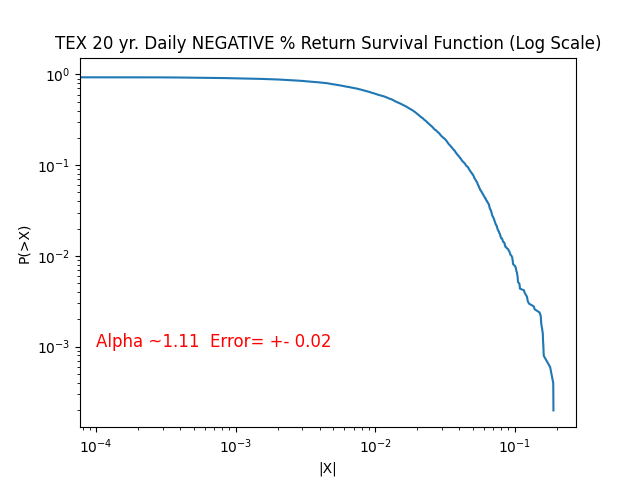 TEX 20 yr. Daily NEGATIVE % Return Survival Function (Log Scale)
10⁰
10⁻¹
P(>X)
10⁻²
10⁻³
Alpha ~1.11  Error= +- 0.02
10⁻⁴ 10⁻³ 10⁻² 10⁻¹
|X|